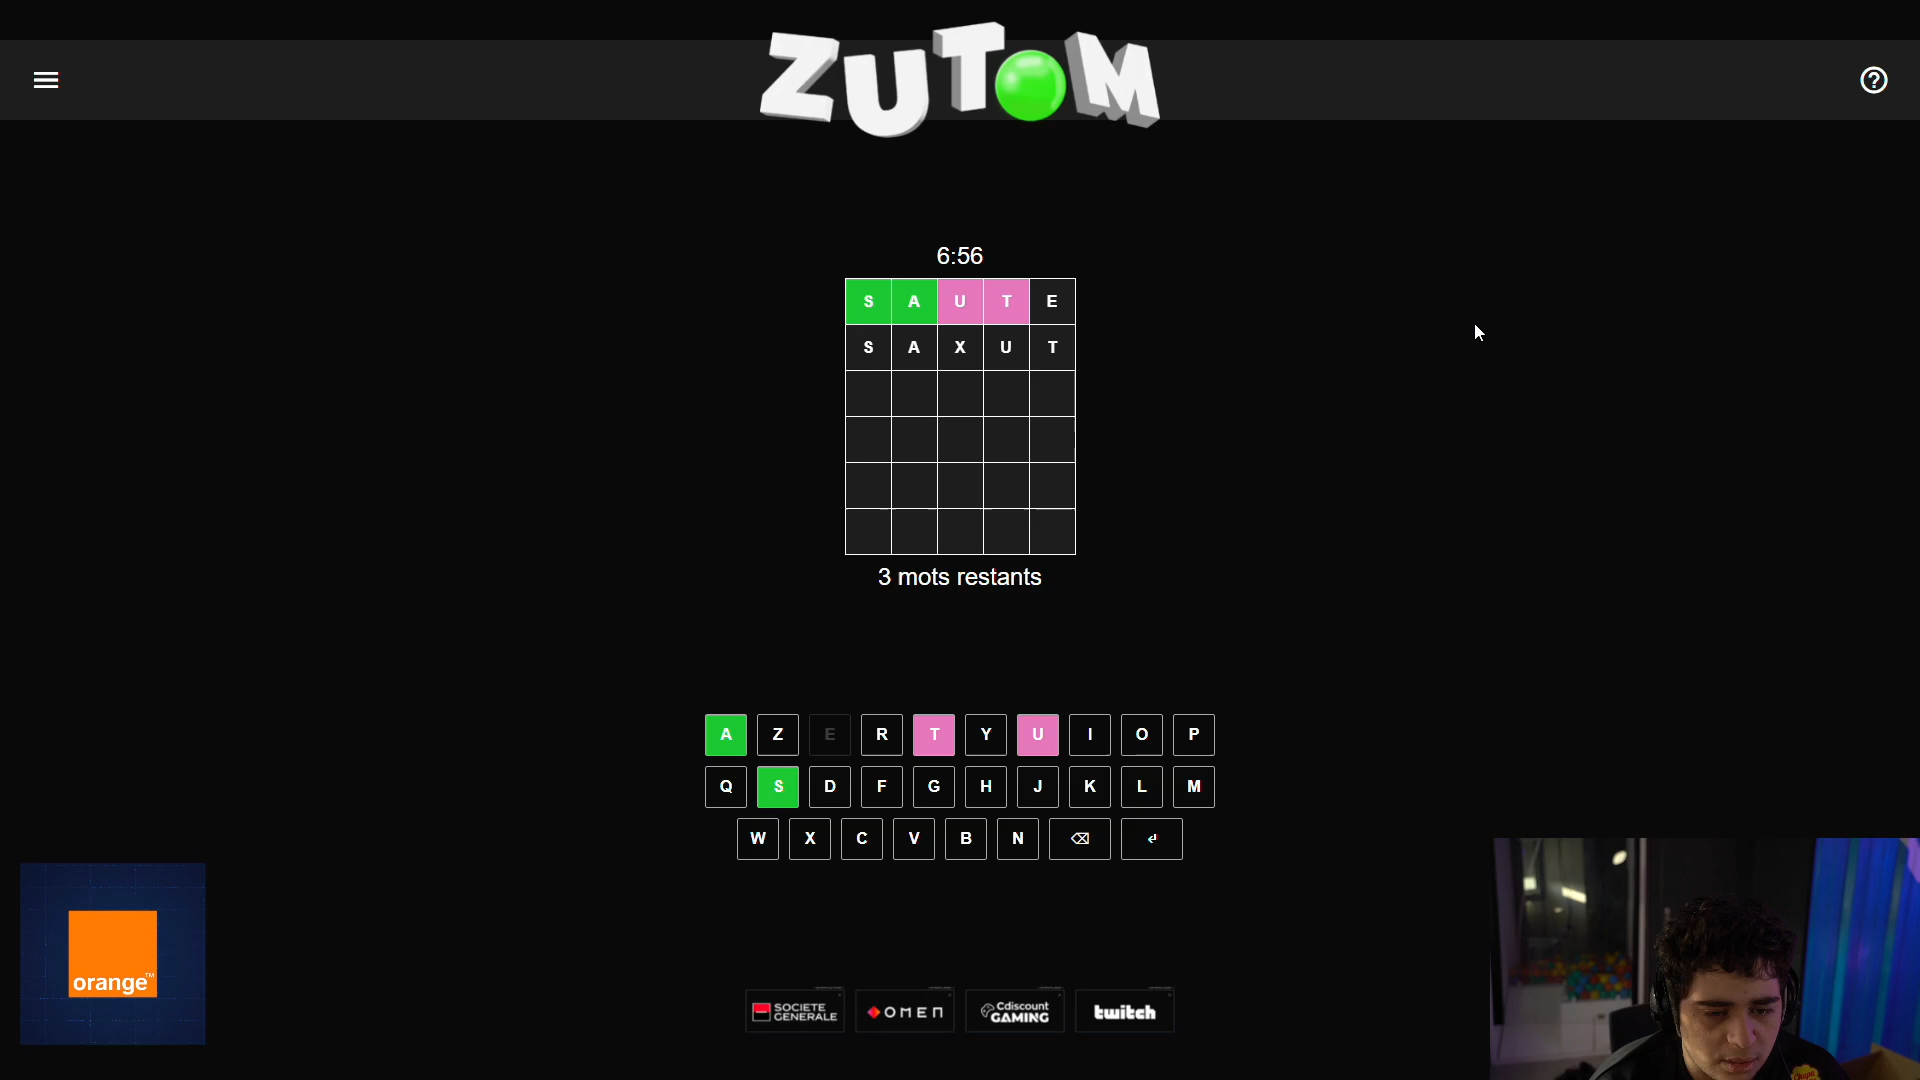 ZUTOM
6:56
S A U T E
S A X U T
3 mots restants
A Z E R T Y U I O P
Q S D F G H J K L M
W X C V B N ⌫ ↵
orange™
SOCIETE GENERALE
OMEN
Cdiscount GAMING
twitch